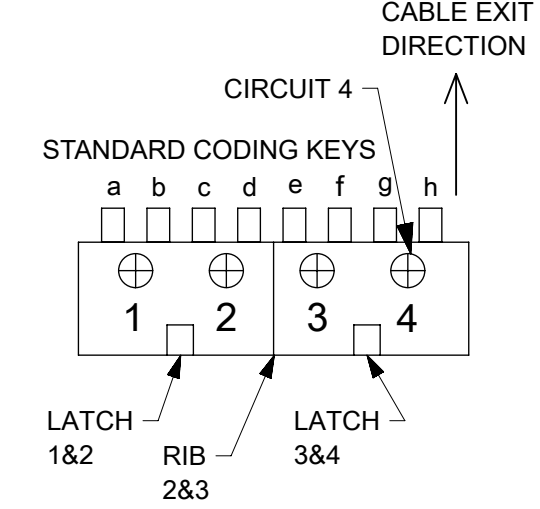 CABLE EXIT
DIRECTION
CIRCUIT 4
STANDARD CODING KEYS
a b c d e f g h
1 2 3 4
LATCH
1&2
RIB
2&3
LATCH
3&4